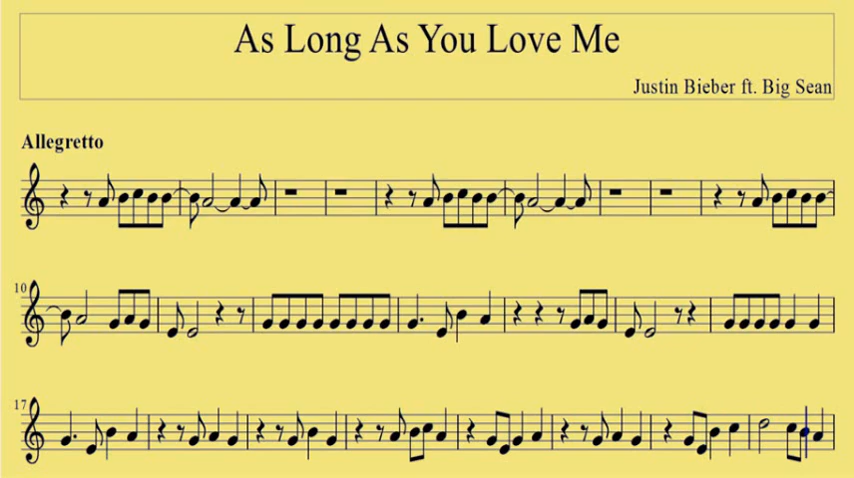 As Long As You Love Me
Justin Bieber ft. Big Sean
Allegretto
10
17